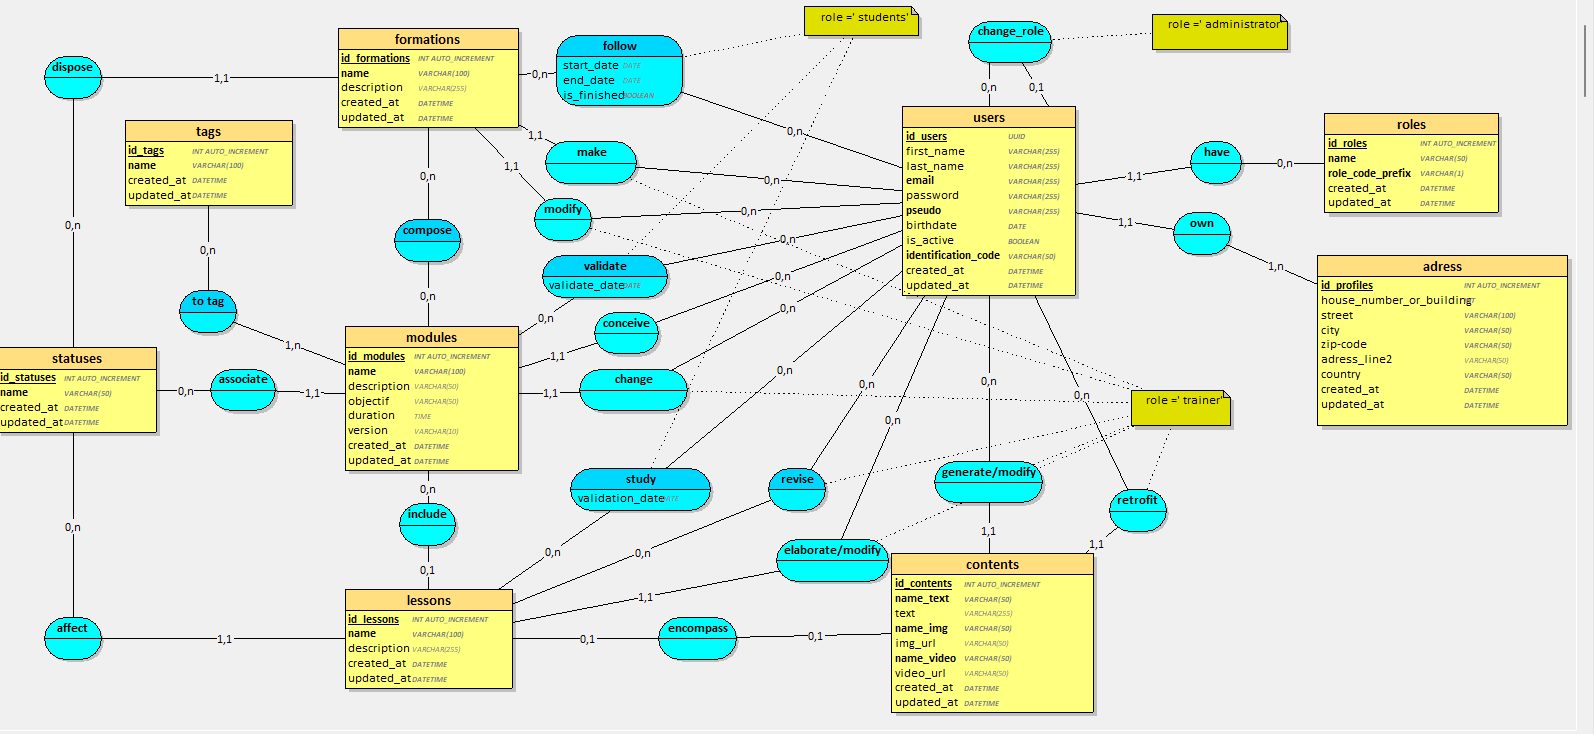 role =' students'
role =' administrator'
change_role
0,n
0,1
formations
id_formations INT AUTO_INCREMENT
name VARCHAR(100)
description VARCHAR(255)
created_at DATETIME
updated_at DATETIME
follow
start_date DATE
end_date DATE
is_finished BOOLEAN
0,n
0,n
dispose
1,1
0,n
tags
id_tags INT AUTO_INCREMENT
name VARCHAR(100)
created_at DATETIME
updated_at DATETIME
0,n
to tag
1,n
make
1,1
0,n
modify
1,1
0,n
compose
0,n
0,n
validate
validate_date DATE
0,n
0,n
conceive
0,n
1,1
change
0,n
1,1
users
id_users UUID
first_name VARCHAR(255)
last_name VARCHAR(255)
email VARCHAR(255)
password VARCHAR(255)
pseudo VARCHAR(255)
birthdate DATE
is_active BOOLEAN
identification_code VARCHAR(50)
created_at DATETIME
updated_at DATETIME
have
1,1
0,n
own
1,1
1,n
roles
id_roles INT AUTO_INCREMENT
name VARCHAR(50)
role_code_prefix VARCHAR(1)
created_at DATETIME
updated_at DATETIME
adress
id_profiles INT AUTO_INCREMENT
house_number_or_building
street VARCHAR(100)
city VARCHAR(50)
zip-code VARCHAR(50)
adress_line2 VARCHAR(50)
country VARCHAR(50)
created_at DATETIME
updated_at DATETIME
statuses
id_statuses INT AUTO_INCREMENT
name VARCHAR(50)
created_at DATETIME
updated_at DATETIME
0,n
associate
1,1
modules
id_modules INT AUTO_INCREMENT
name VARCHAR(100)
description VARCHAR(50)
objectif VARCHAR(50)
duration TIME
version VARCHAR(10)
created_at DATETIME
updated_at DATETIME
role =' trainer'
0,n
include
0,1
study
validation_date DATE
0,n
0,n
revise
0,n
0,n
generate/modify
0,n
1,1
retrofit
0,n
1,1
elaborate/modify
0,n
1,1
0,n
affect
1,1
lessons
id_lessons INT AUTO_INCREMENT
name VARCHAR(100)
description VARCHAR(255)
created_at DATETIME
updated_at DATETIME
0,1
encompass
0,1
contents
id_contents INT AUTO_INCREMENT
name_text VARCHAR(50)
text VARCHAR(255)
name_img VARCHAR(50)
img_url VARCHAR(50)
name_video VARCHAR(50)
video_url VARCHAR(50)
created_at DATETIME
updated_at DATETIME